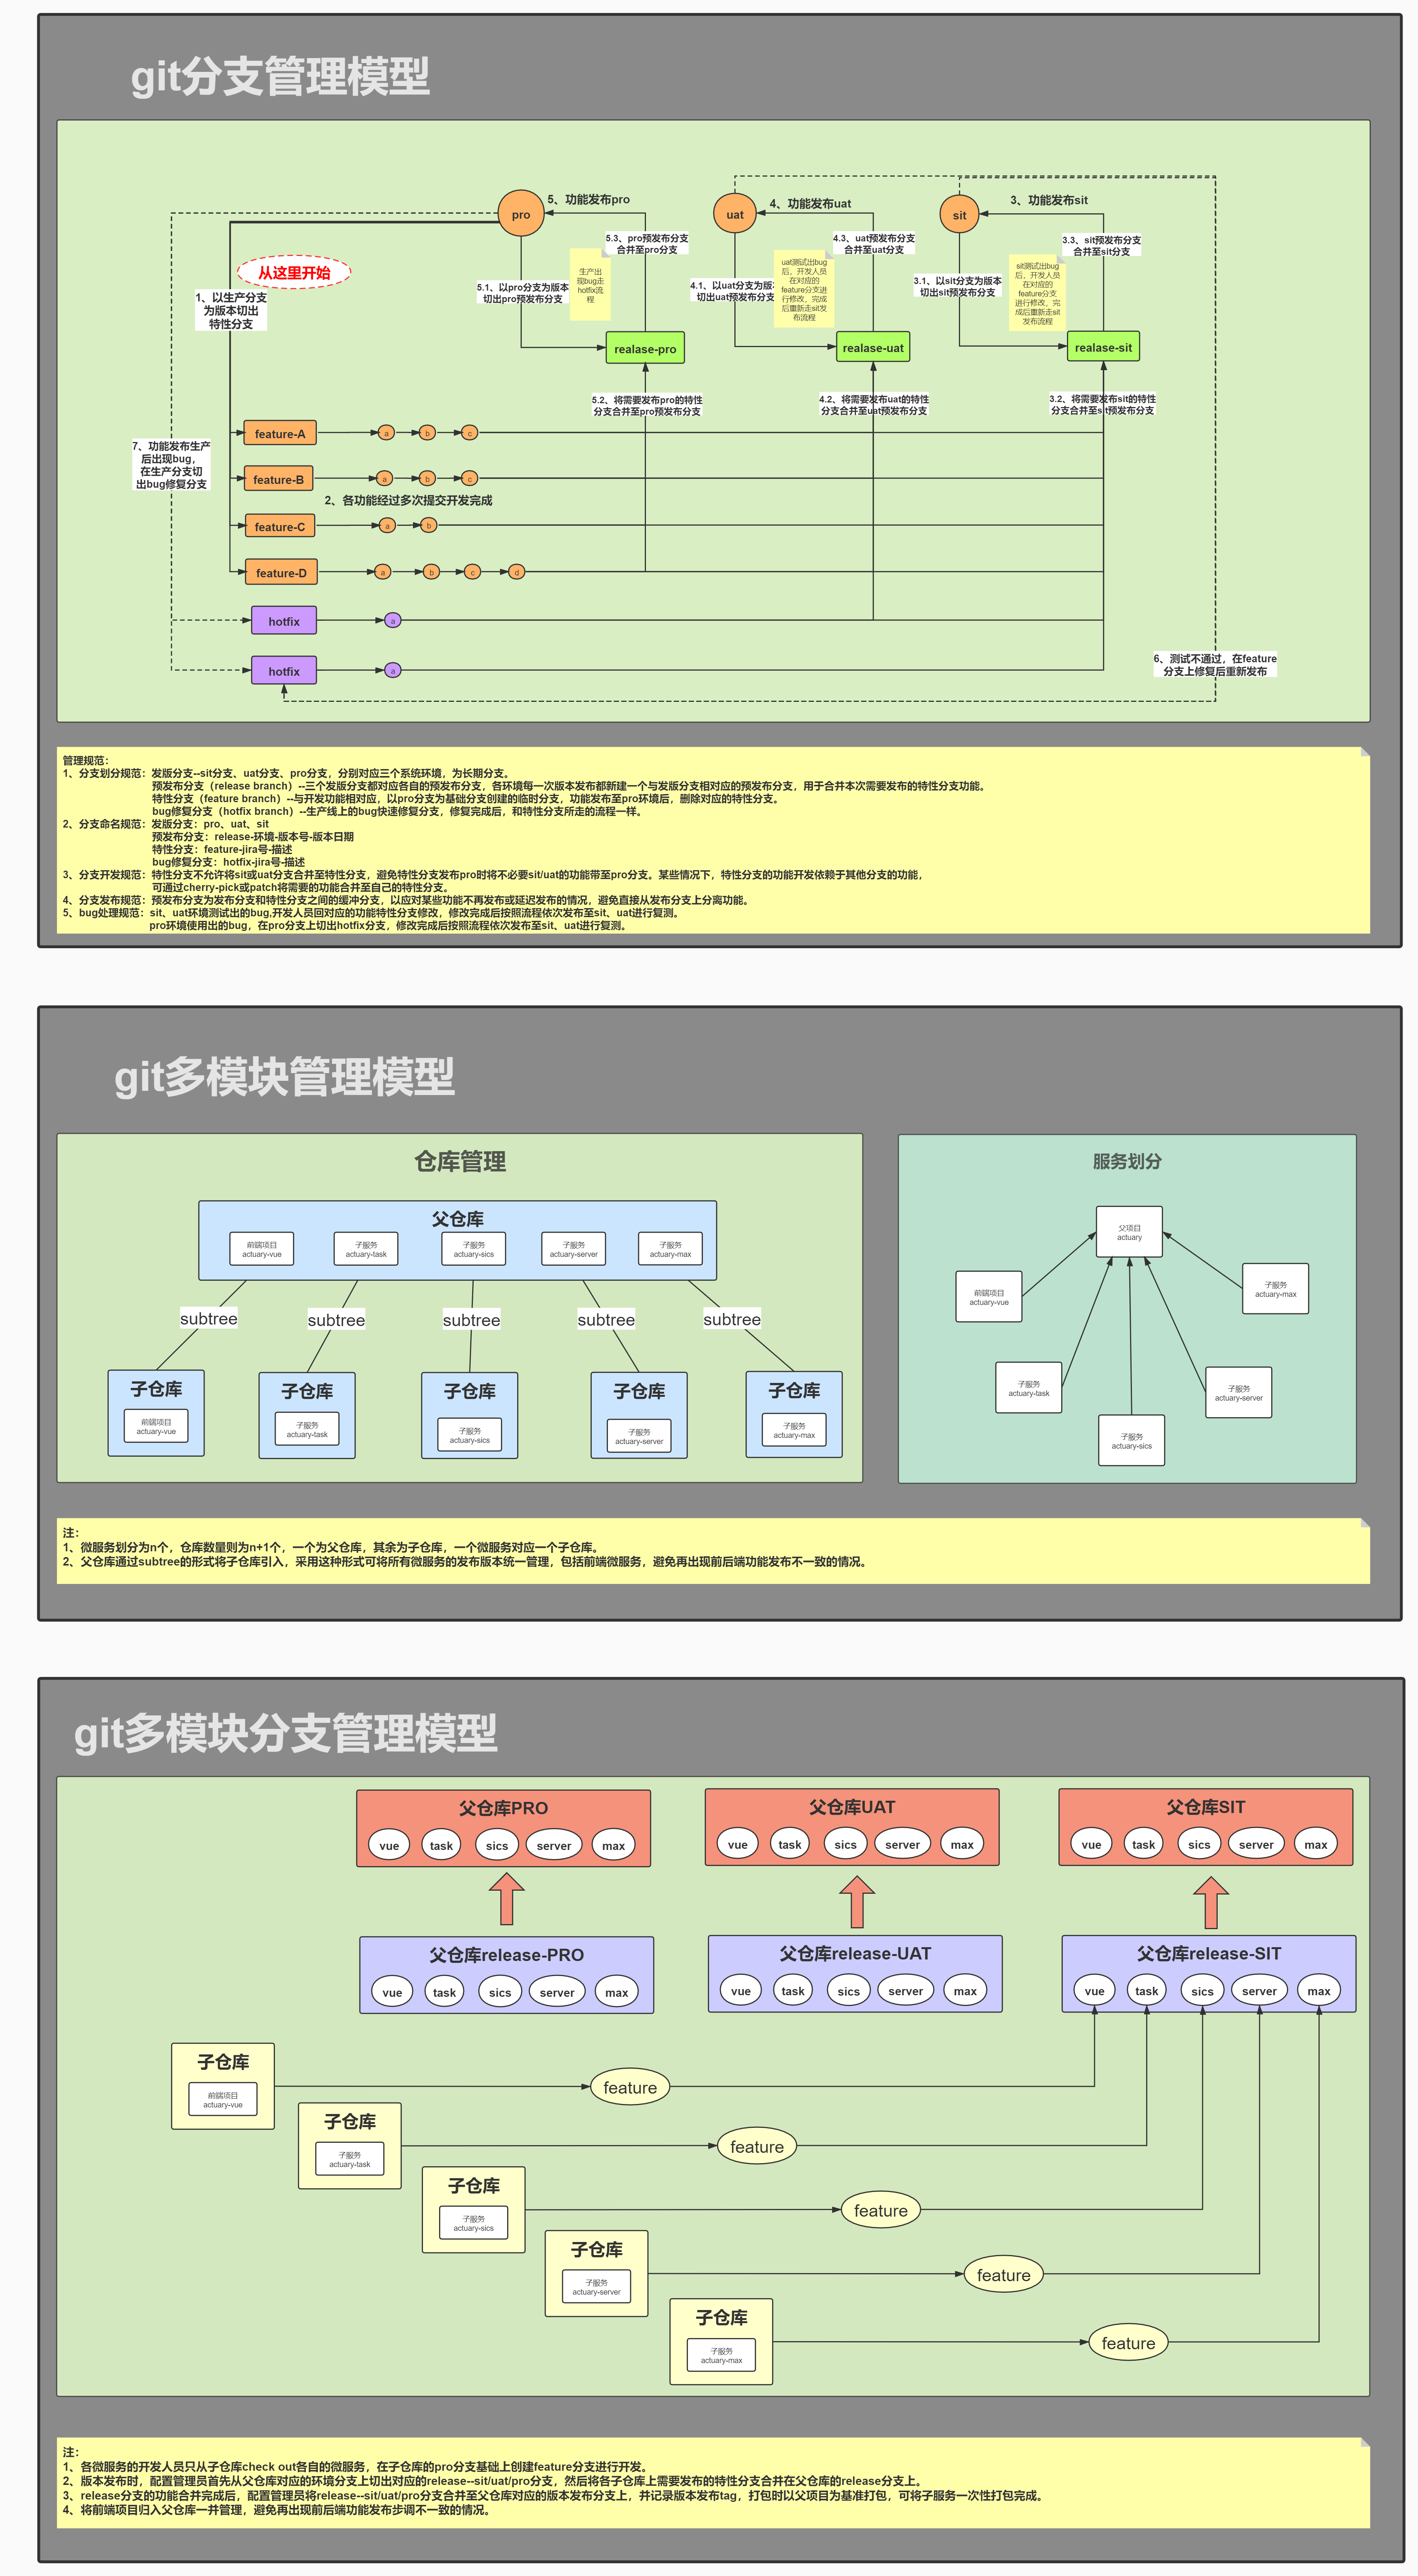 git分支管理模型
pro
5、功能发布pro
uat
4、功能发布uat
sit
3、功能发布sit
从这里开始
1、以生产分支
为版本切出
特性分支
5.1、以pro分支为版本
切出pro预发布分支
生产出
现bug走
hotfix流
程
5.3、pro预发布分支
合并至pro分支
4.1、以uat分支为版本
切出uat预发布分支
uat测试出bug
后，开发人员
在对应的
feature分支进
行修改，完成
后重新走sit发
布流程
4.3、uat预发布分支
合并至uat分支
3.1、以sit分支为版本
切出sit预发布分支
sit测试出bug
后，开发人员
在对应的
feature分支
进行修改，完
成后重新走sit
发布流程
3.3、sit预发布分支
合并至sit分支
realase-pro
realase-uat
realase-sit
5.2、将需要发布pro的特性
分支合并至pro预发布分支
4.2、将需要发布uat的特性
分支合并至uat预发布分支
3.2、将需要发布sit的特性
分支合并至sit预发布分支
7、功能发布生产
后出现bug，
在生产分支切
出bug修复分支
feature-A
a
b
c
feature-B
a
b
c
2、各功能经过多次提交开发完成
feature-C
a
b
feature-D
a
b
c
d
hotfix
a
hotfix
a
6、测试不通过，在feature
分支上修复后重新发布
管理规范：
1、分支划分规范：发版分支--sit分支、uat分支、pro分支，分别对应三个系统环境，为长期分支。
预发布分支（release branch）--三个发版分支都对应各自的预发布分支，各环境每一次版本发布都新建一个与发版分支相对应的预发布分支，用于合并本次需要发布的特性分支功能。
特性分支（feature branch）--与开发功能相对应，以pro分支为基础分支创建的临时分支，功能发布至pro环境后，删除对应的特性分支。
bug修复分支（hotfix branch）--生产线上的bug快速修复分支，修复完成后，和特性分支所走的流程一样。
2、分支命名规范：发版分支：pro、uat、sit
预发布分支：release-环境-版本号-版本日期
特性分支：feature-jira号-描述
bug修复分支：hotfix-jira号-描述
3、分支开发规范：特性分支不允许将sit或uat分支合并至特性分支，避免特性分支发布pro时将不必要sit/uat的功能带至pro分支。某些情况下，特性分支的功能开发依赖于其他分支的功能，
可通过cherry-pick或patch将需要的功能合并至自己的特性分支。
4、分支发布规范：预发布分支为发布分支和特性分支之间的缓冲分支，以应对某些功能不再发布或延迟发布的情况，避免直接从发布分支上分离功能。
5、bug处理规范：sit、uat环境测试出的bug,开发人员回对应的功能特性分支修改，修改完成后按照流程依次发布至sit、uat进行复测。
pro环境使用出的bug，在pro分支上切出hotfix分支，修改完成后按照流程依次发布至sit、uat进行复测。
git多模块管理模型
仓库管理
父仓库
前端项目
actuary-vue
子服务
actuary-task
子服务
actuary-sics
子服务
actuary-server
子服务
actuary-max
subtree
subtree
subtree
subtree
subtree
子仓库
前端项目
actuary-vue
子仓库
子服务
actuary-task
子仓库
子服务
actuary-sics
子仓库
子服务
actuary-server
子仓库
子服务
actuary-max
服务划分
父项目
actuary
前端项目
actuary-vue
子服务
actuary-max
子服务
actuary-task
子服务
actuary-server
子服务
actuary-sics
注：
1、微服务划分为n个，仓库数量则为n+1个，一个为父仓库，其余为子仓库，一个微服务对应一个子仓库。
2、父仓库通过subtree的形式将子仓库引入，采用这种形式可将所有微服务的发布版本统一管理，包括前端微服务，避免再出现前后端功能发布不一致的情况。
git多模块分支管理模型
父仓库PRO
vue
task
sics
server
max
父仓库UAT
vue
task
sics
server
max
父仓库SIT
vue
task
sics
server
max
父仓库release-PRO
vue
task
sics
server
max
父仓库release-UAT
vue
task
sics
server
max
父仓库release-SIT
vue
task
sics
server
max
子仓库
前端项目
actuary-vue
feature
子仓库
子服务
actuary-task
feature
子仓库
子服务
actuary-sics
feature
子仓库
子服务
actuary-server
feature
子仓库
子服务
actuary-max
feature
注：
1、各微服务的开发人员只从子仓库check out各自的微服务，在子仓库的pro分支基础上创建feature分支进行开发。
2、版本发布时，配置管理员首先从父仓库对应的环境分支上切出对应的release--sit/uat/pro分支，然后将各子仓库上需要发布的特性分支合并在父仓库的release分支上。
3、release分支的功能合并完成后，配置管理员将release--sit/uat/pro分支合并至父仓库对应的版本发布分支上，并记录版本发布tag，打包时以父项目为基准打包，可将子服务一次性打包完成。
4、将前端项目归入父仓库一并管理，避免再出现前后端功能发布步调不一致的情况。